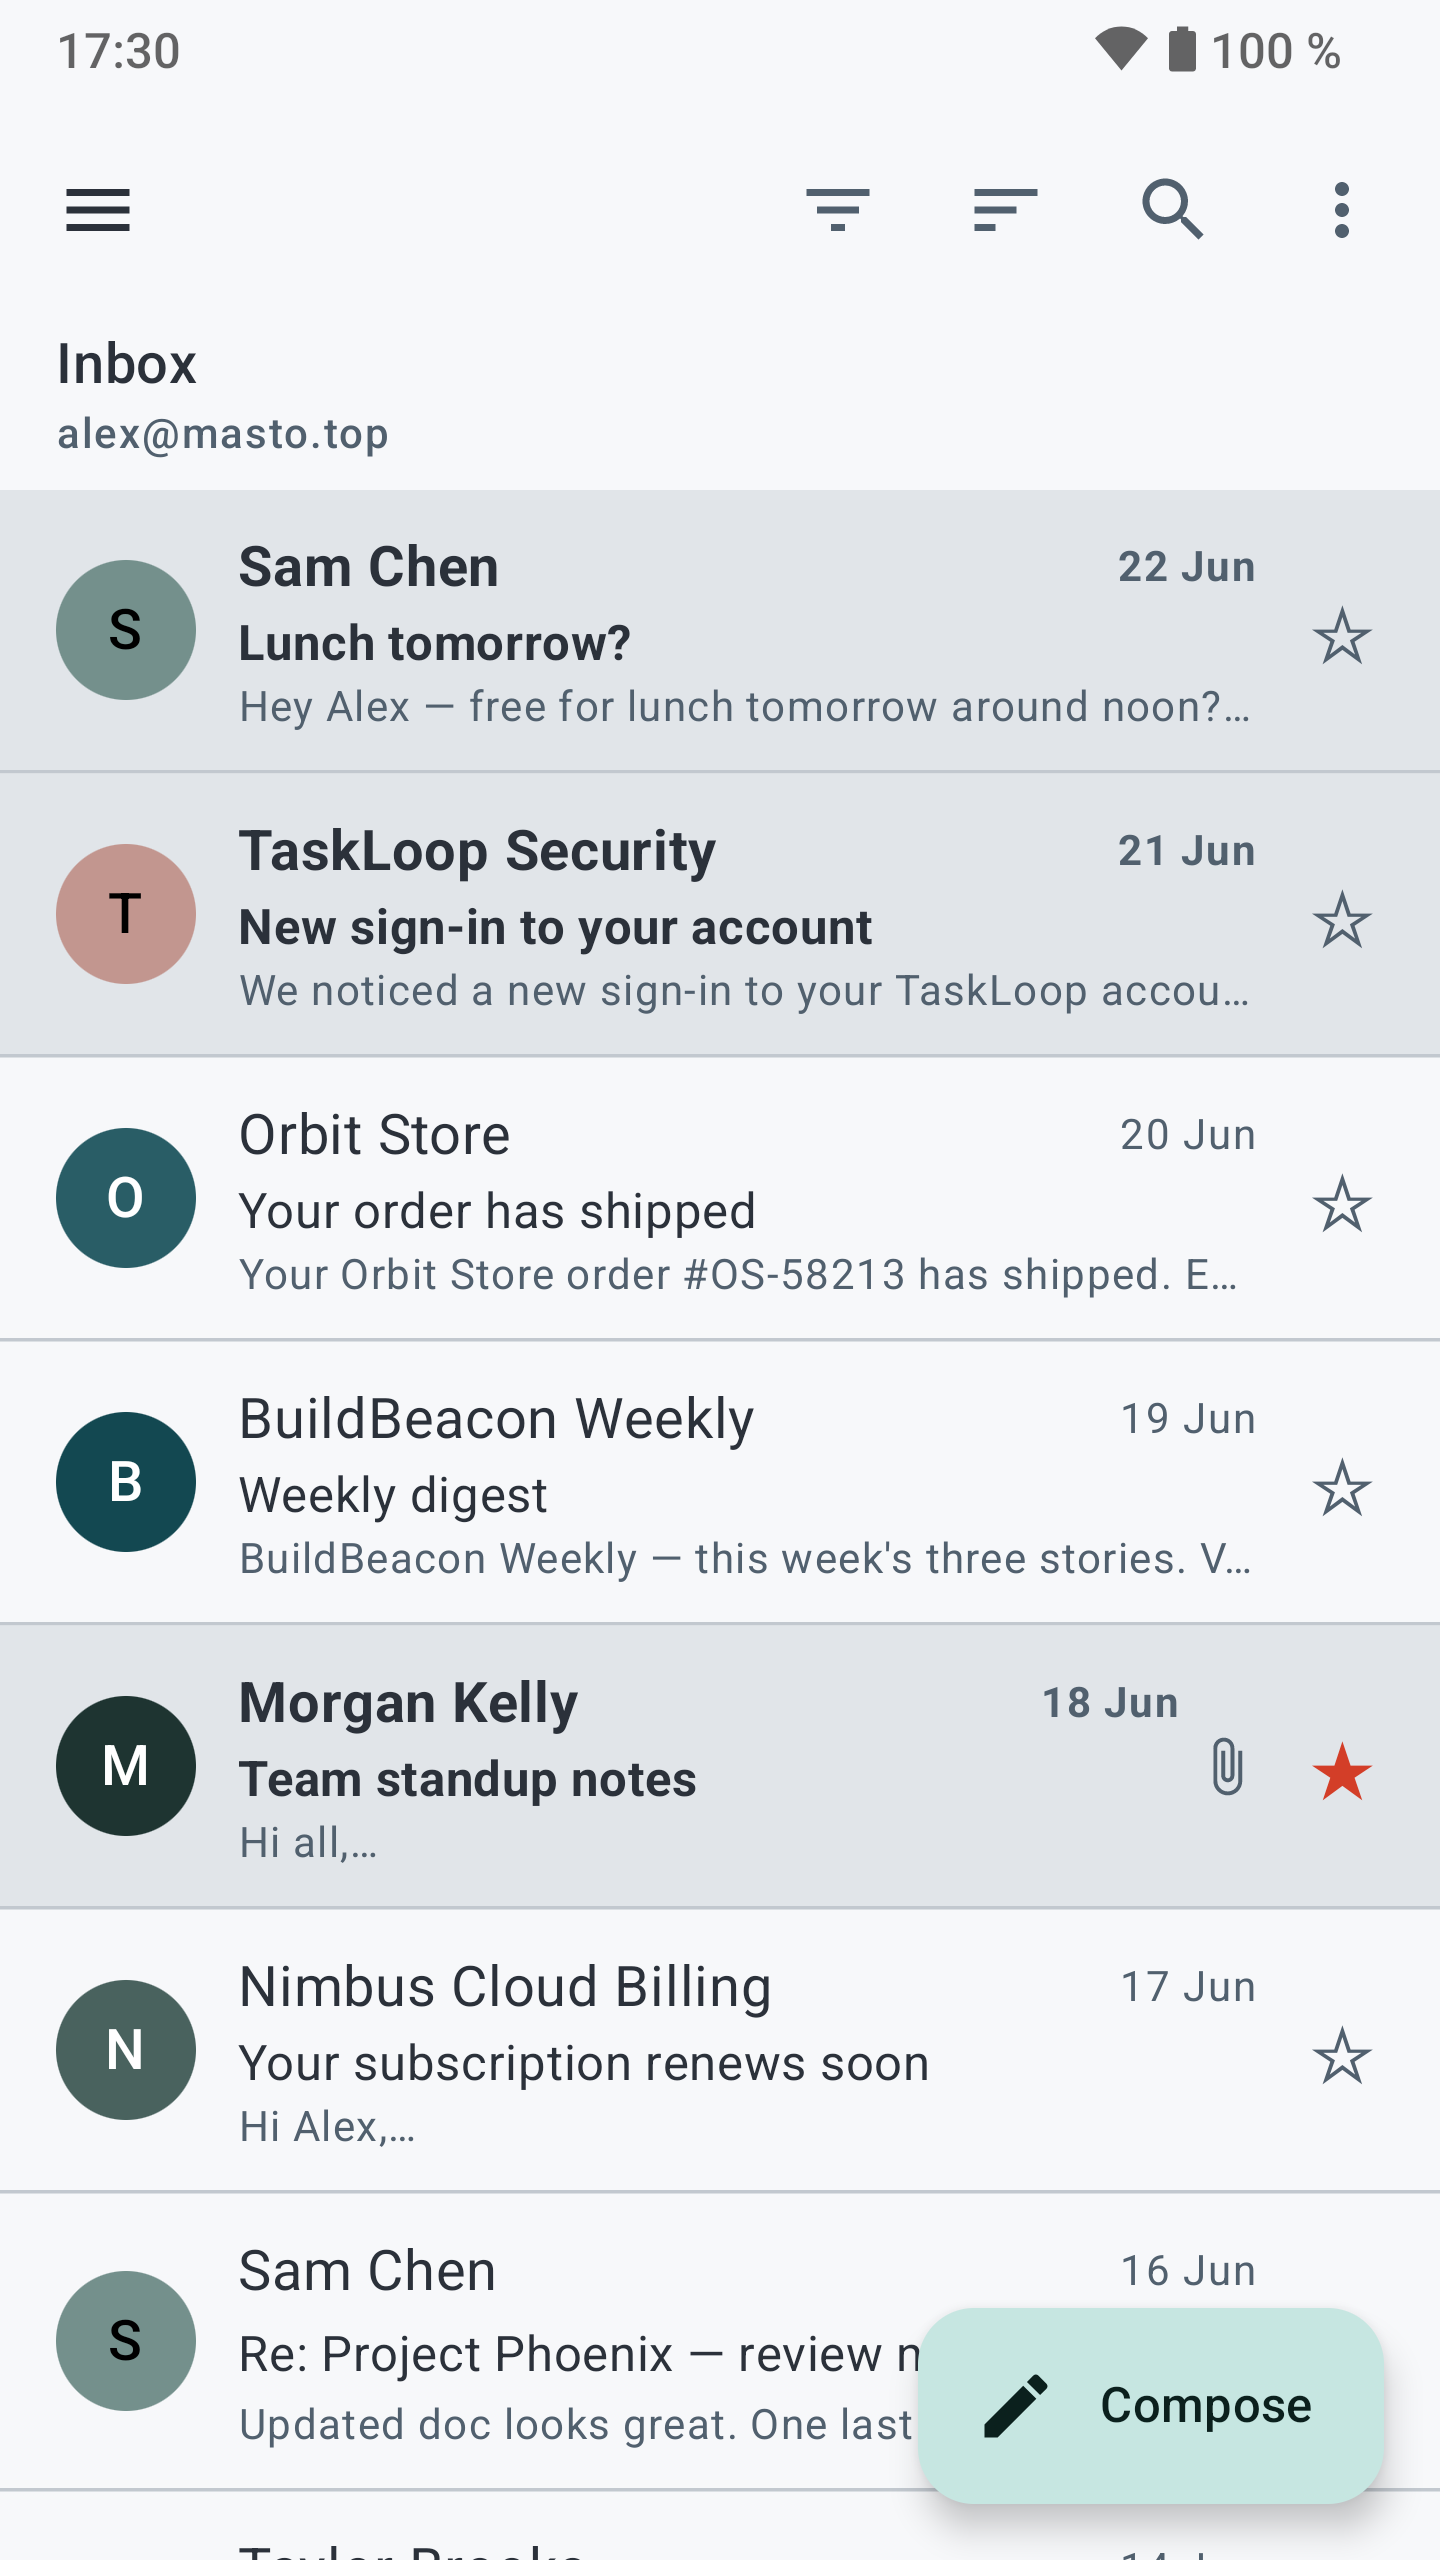 17:30
100 %
Inbox
alex@masto.top
S
Sam Chen
22 Jun
Lunch tomorrow?
Hey Alex — free for lunch tomorrow around noon?…
T
TaskLoop Security
21 Jun
New sign-in to your account
We noticed a new sign-in to your TaskLoop accou…
O
Orbit Store
20 Jun
Your order has shipped
Your Orbit Store order #OS-58213 has shipped. E…
B
BuildBeacon Weekly
19 Jun
Weekly digest
BuildBeacon Weekly — this week's three stories. V…
M
Morgan Kelly
18 Jun
Team standup notes
Hi all,…
N
Nimbus Cloud Billing
17 Jun
Your subscription renews soon
Hi Alex,…
S
Sam Chen
16 Jun
Re: Project Phoenix — review
Updated doc looks great. One last
Compose